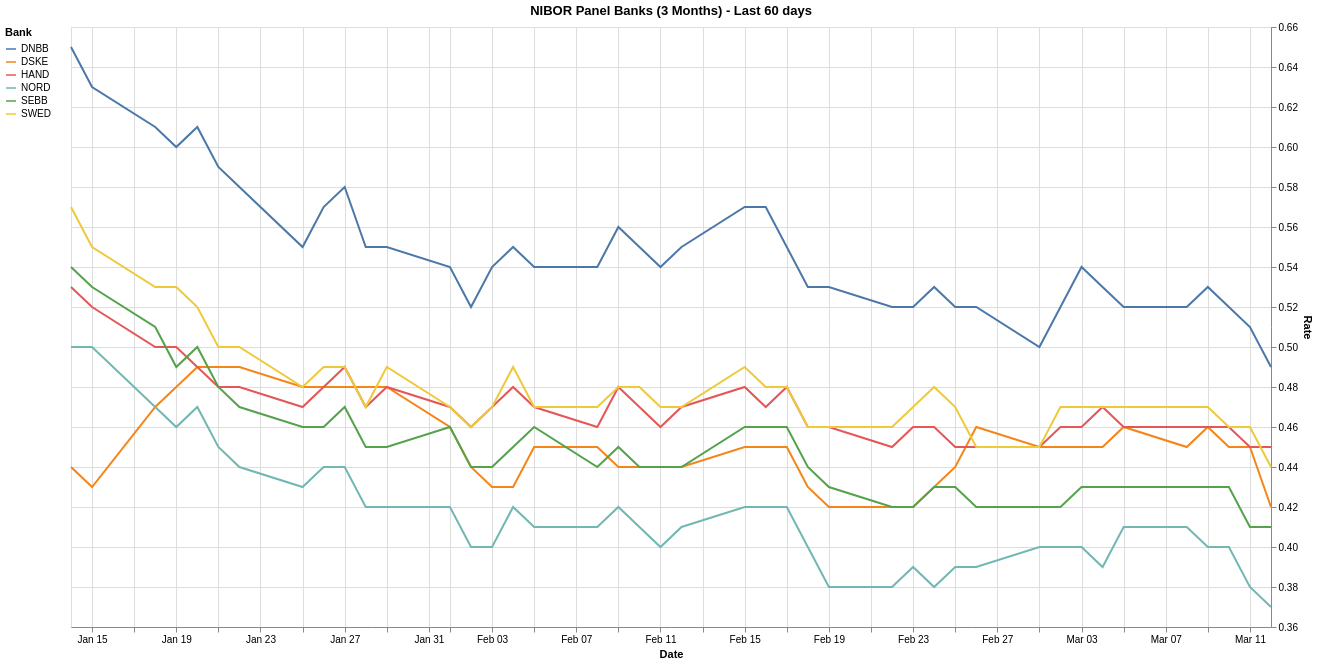 NIBOR Panel Banks (3 Months) - Last 60 days
Bank
DNBB
DSKE
HAND
NORD
SEBB
SWED
0.66
0.64
0.62
0.60
0.58
0.56
0.54
0.52
0.50
0.48
0.46
0.44
0.42
0.40
0.38
0.36
Rate
Jan 15 Jan 19 Jan 23 Jan 27 Jan 31 Feb 03 Feb 07 Feb 11 Feb 15 Feb 19 Feb 23 Feb 27 Mar 03 Mar 07 Mar 11
Date